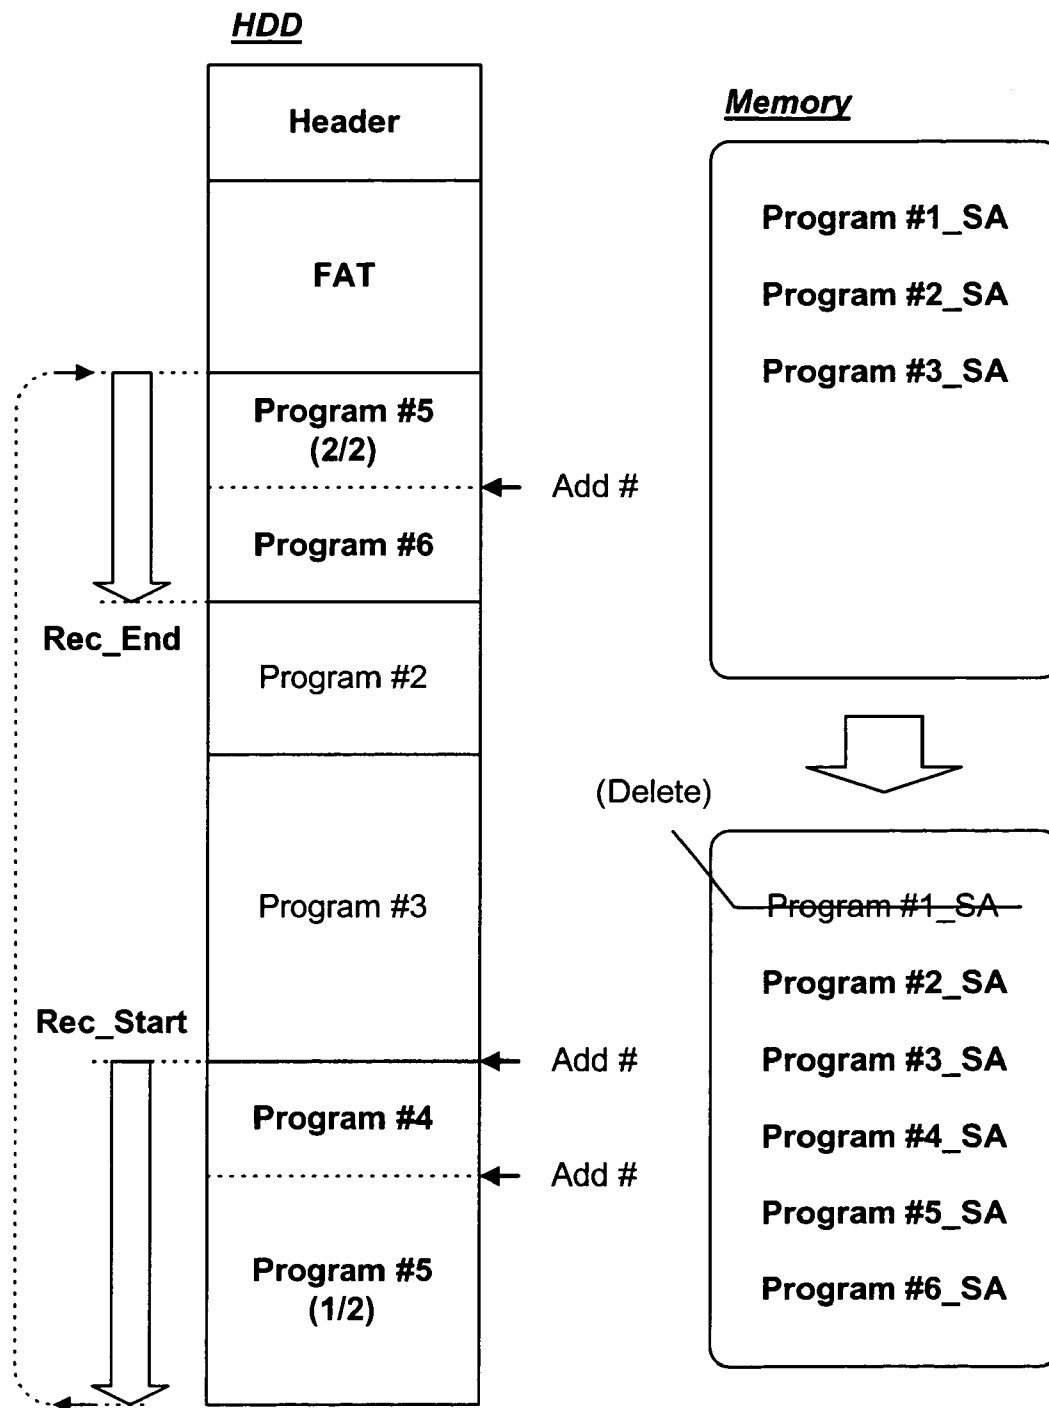 HDD
Header
FAT
Program #5
(2/2)
Add #
Program #6
Rec_End
Program #2
Program #3
Rec_Start
Add #
Program #4
Add #
Program #5
(1/2)
Memory
Program #1_SA
Program #2_SA
Program #3_SA
(Delete)
Program #1_SA
Program #2_SA
Program #3_SA
Program #4_SA
Program #5_SA
Program #6_SA